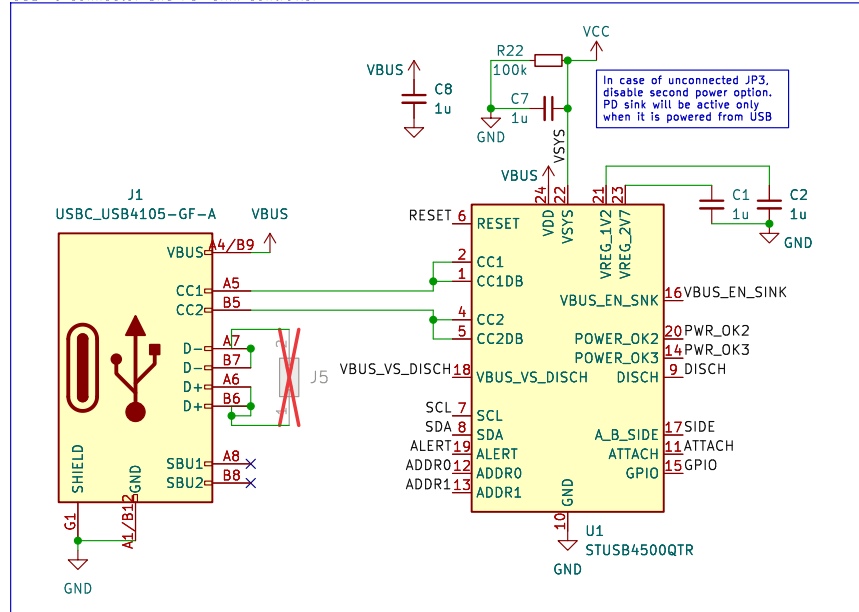 VCC
R22
100k
VBUS
C8
1u
C7
1u
GND
VSYS
In case of unconnected JP3,
disable second power option.
PD sink will be active only
when it is powered from USB
J1
USBC_USB4105-GF-A
VBUS
VBUS
A4/B9
VBUS
CC1
A5
CC2
B5
D-
A7
D-
B7
D+
A6
D+
B6
SBU1
A8
SBU2
B8
SHIELD
GND
G1
A1/B12
GND
2
1
J5
24
22
21
23
VDD
VSYS
VREG_1V2
VREG_2V7
C1
1u
C2
1u
GND
RESET
6
RESET
2
CC1
1
CC1DB
4
CC2
5
CC2DB
VBUS_VS_DISCH
18
VBUS_VS_DISCH
SCL
7
SCL
SDA
8
SDA
ALERT
19
ALERT
ADDR0
12
ADDR0
ADDR1
13
ADDR1
VBUS_EN_SNK
16
VBUS_EN_SINK
POWER_OK2
20
PWR_OK2
POWER_OK3
14
PWR_OK3
DISCH
9
DISCH
A_B_SIDE
17
SIDE
ATTACH
11
ATTACH
GPIO
15
GPIO
GND
10
GND
U1
STUSB4500QTR